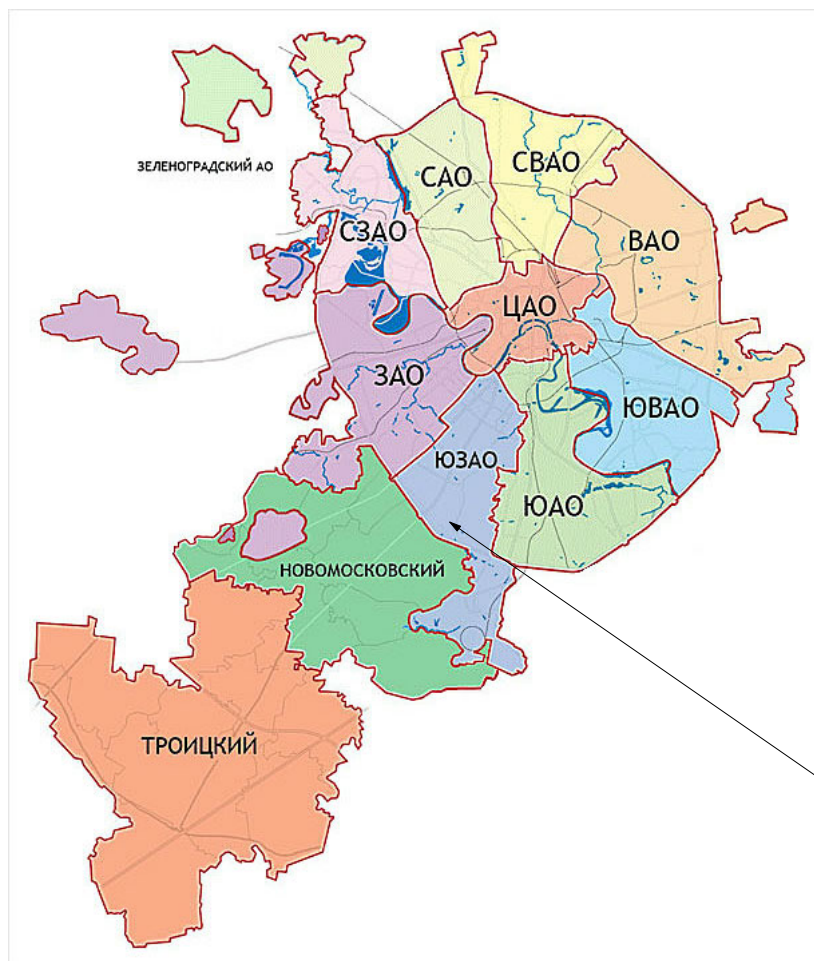 ЗЕЛЕНОГРАДСКИЙ АО
САО
СВАО
СЗАО
ВАО
ЦАО
ЗАО
ЮВАО
ЮЗАО
ЮАО
НОВОМОСКОВСКИЙ
ТРОИЦКИЙ